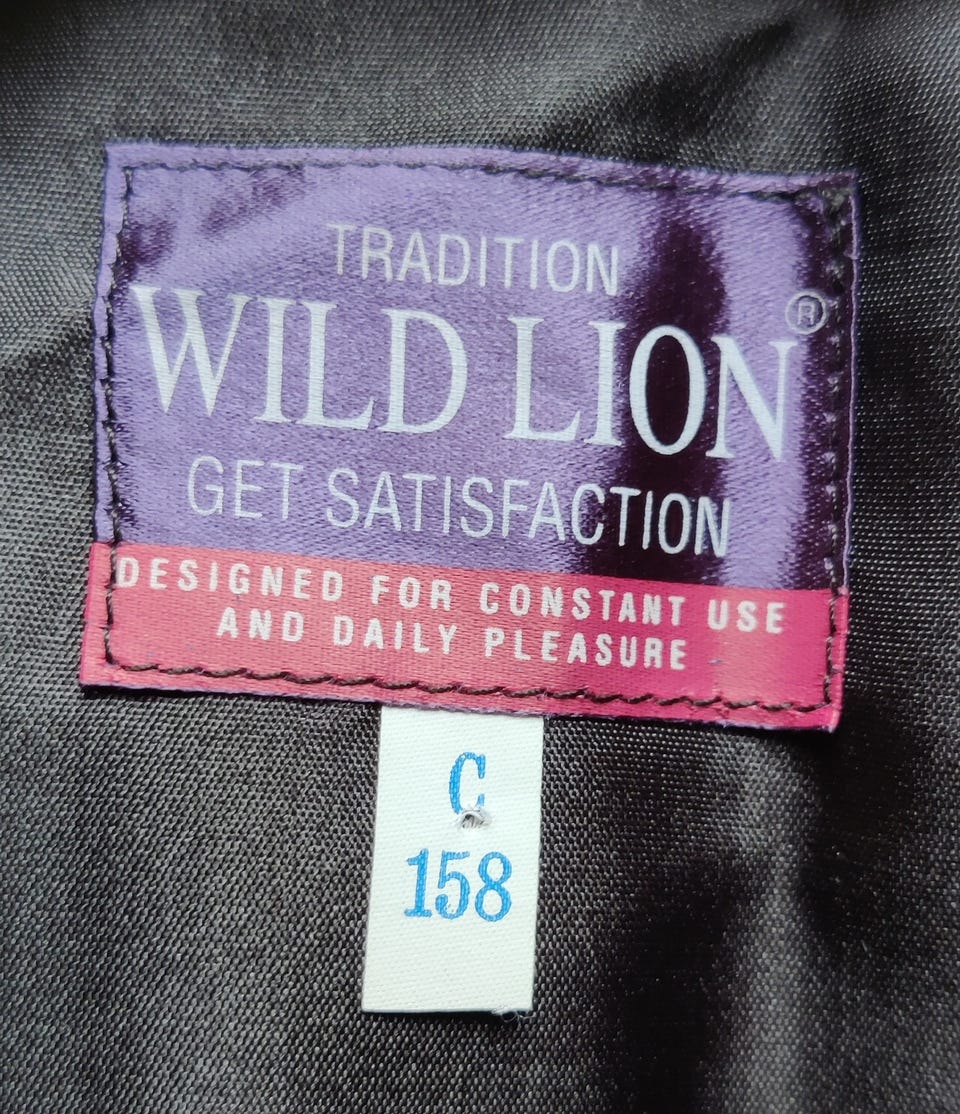 TRADITION
WILD LION®
GET SATISFACTION
DESIGNED FOR CONSTANT USE
AND DAILY PLEASURE
C
158